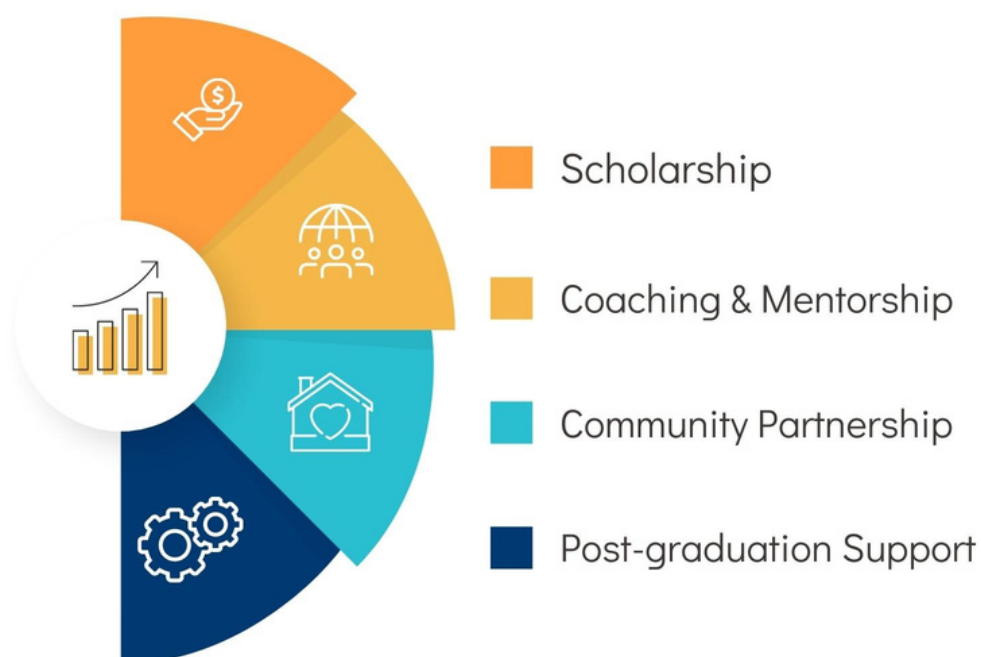 $
Scholarship
Coaching & Mentorship
Community Partnership
Post-graduation Support